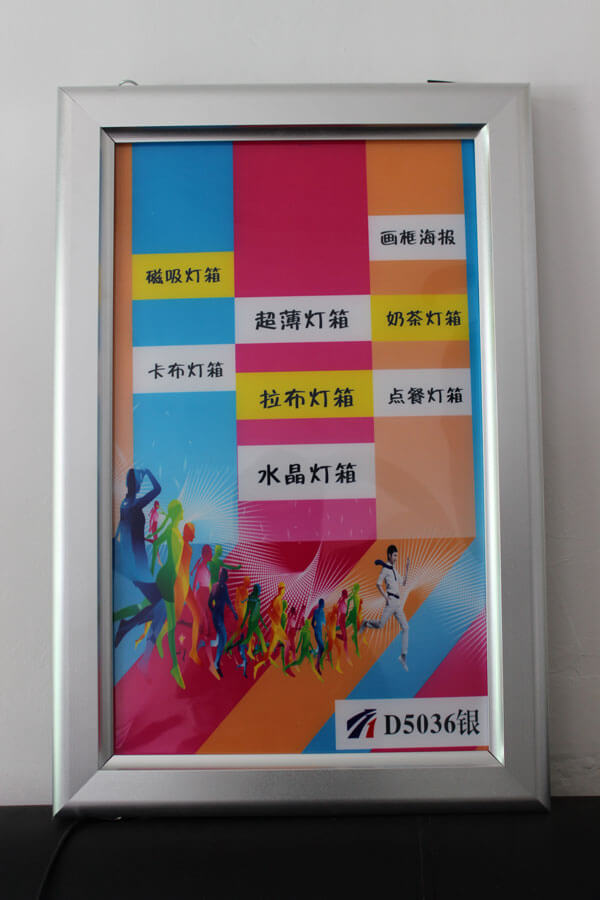 画框海报
磁吸灯箱
超薄灯箱
奶茶灯箱
卡布灯箱
拉布灯箱
点餐灯箱
水晶灯箱
D5036银